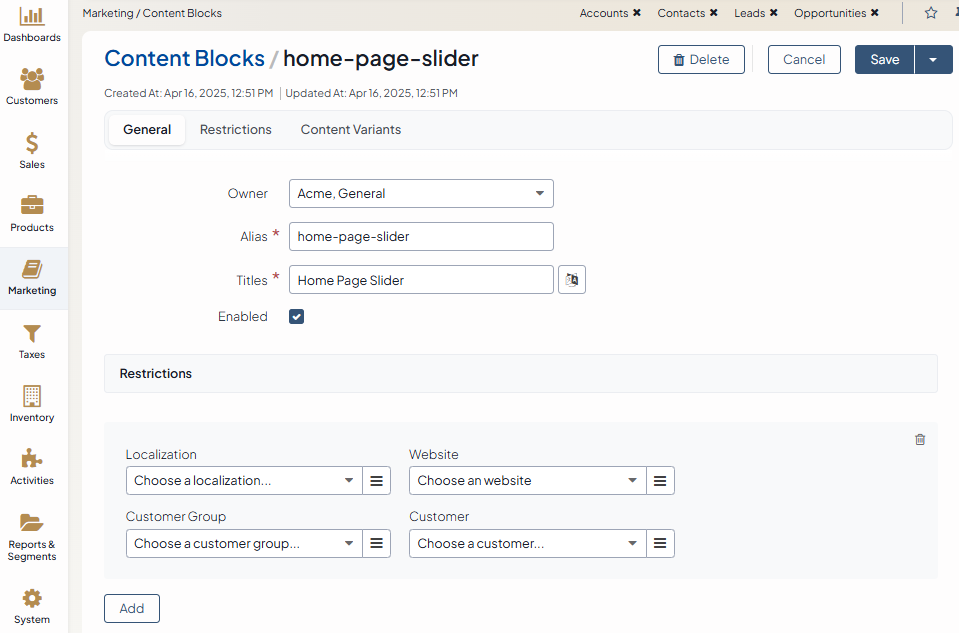 Marketing / Content Blocks
Accounts ✖ Contacts ✖ Leads ✖ Opportunities ✖
Dashboards
Customers
Sales
Products
Marketing
Taxes
Inventory
Activities
Reports &
Segments
System
Content Blocks / home-page-slider
Delete
Cancel
Save
Created At: Apr 16, 2025, 12:51 PM | Updated At: Apr 16, 2025, 12:51 PM
General Restrictions Content Variants
Owner Acme, General
Alias * home-page-slider
Titles * Home Page Slider
Enabled
Restrictions
Localization Website
Choose a localization... Choose an website
Customer Group Customer
Choose a customer group... Choose a customer...
Add